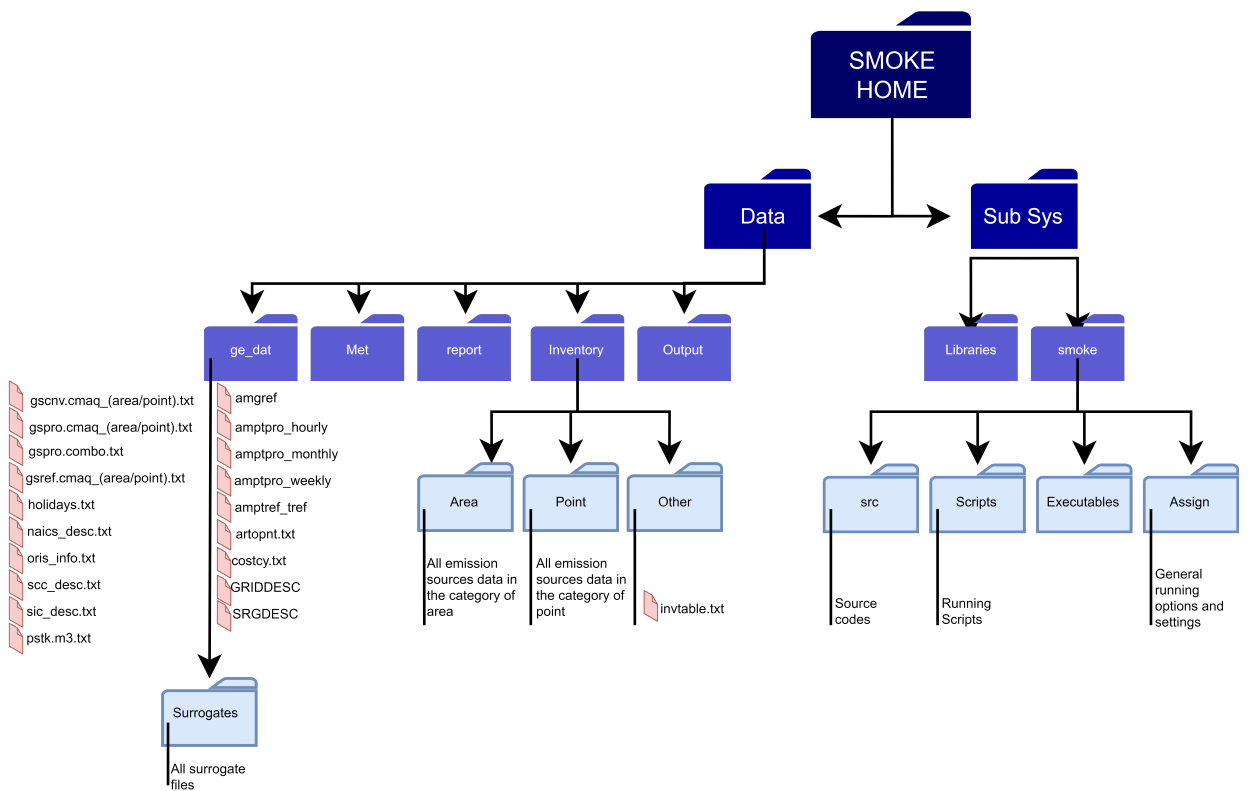 SMOKE
HOME
Data
Sub Sys
ge_dat
Met
report
Inventory
Output
Libraries
smoke
gscnv.cmaq_(area/point).txt
gspro.cmaq_(area/point).txt
gspro.combo.txt
gsref.cmaq_(area/point).txt
holidays.txt
naics_desc.txt
oris_info.txt
scc_desc.txt
sic_desc.txt
pstk.m3.txt
amgref
amptpro_hourly
amptpro_monthly
amptpro_weekly
amptref_tref
artopnt.txt
costcy.txt
GRIDDESC
SRGDESC
Area
Point
Other
src
Scripts
Executables
Assign
All emission
sources data in
the category of
area
All emission
sources data in
the category of
point
invtable.txt
Source
codes
Running
Scripts
General
running
options and
settings
Surrogates
All surrogate
files